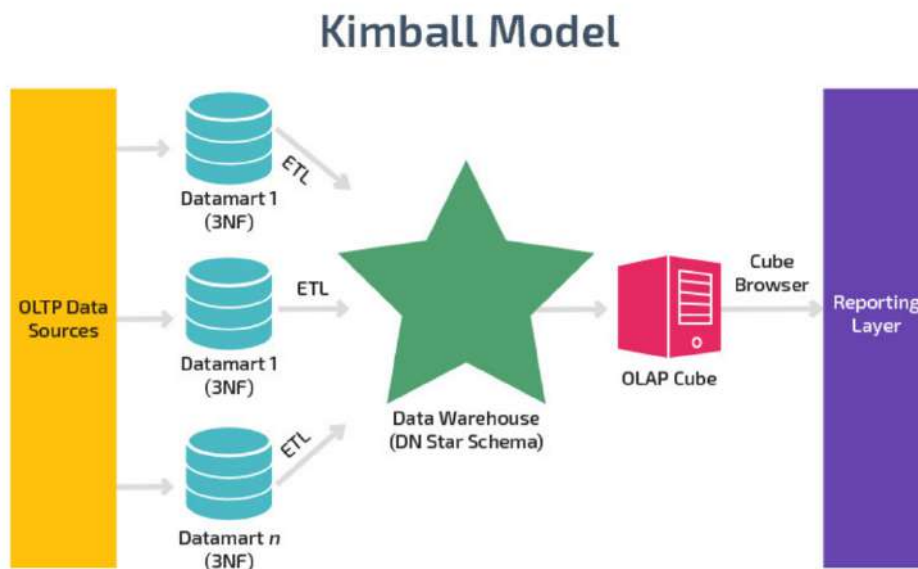 Kimball Model
OLTP Data
Sources
Datamart 1
(3NF)
ETL
Datamart 1
(3NF)
ETL
Datamart n
(3NF)
ETL
Data Warehouse
(DN Star Schema)
OLAP Cube
Cube
Browser
Reporting
Layer